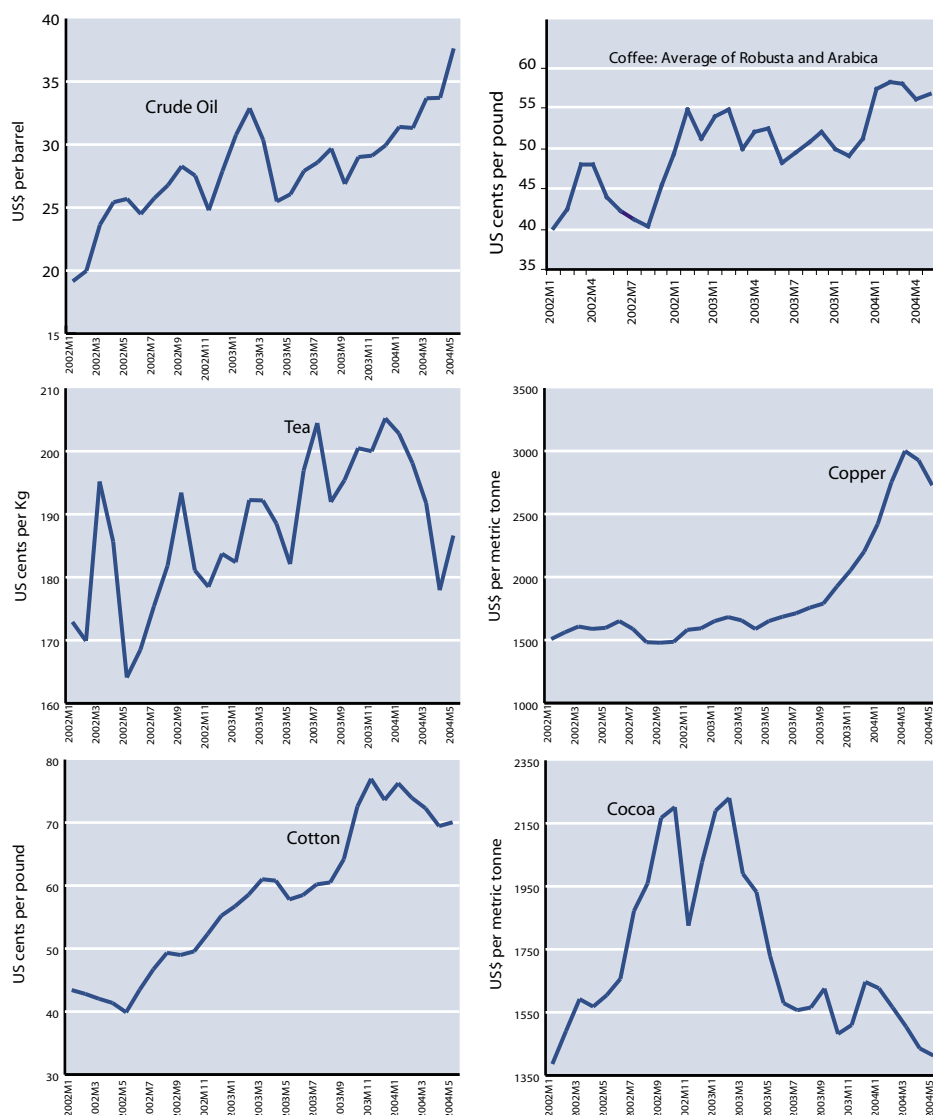 40
35
30
25
20
15
US$ per barrel
Crude Oil
2002M1
2002M3
2002M5
2002M7
2002M9
2002M11
2003M1
2003M3
2003M5
2003M7
2003M9
2003M11
2004M1
2004M3
2004M5
60
55
50
45
40
35
US cents per pound
Coffee: Average of Robusta and Arabica
2002M1
2002M4
2002M7
2002M1
2003M1
2003M4
2003M7
2003M1
2004M1
2004M4
210
200
190
180
170
160
US cents per Kg
Tea
2002M1
2002M3
2002M5
2002M7
2002M9
2002M11
2003M1
2003M3
2003M5
2003M7
2003M9
2003M11
2004M1
2004M3
2004M5
3500
3000
2500
2000
1500
1000
US$ per metric tonne
Copper
2002M1
2002M3
2002M5
2002M7
2002M9
2002M11
2003M1
2003M3
2003M5
2003M7
2003M9
2003M11
2004M1
2004M3
2004M5
80
70
60
50
40
30
US cents per pound
Cotton
2002M1
002M3
002M5
002M7
002M9
002M11
2003M1
2003M3
2003M5
2003M7
2003M9
2003M11
2004M1
2004M3
2004M5
2350
2150
1950
1750
1550
1350
US$ per metric tonne
Cocoa
2002M1
2002M3
2002M5
2002M7
2002M9
2002M11
2003M1
2003M3
2003M5
2003M7
2003M9
2003M11
2004M1
2004M3
2004M5